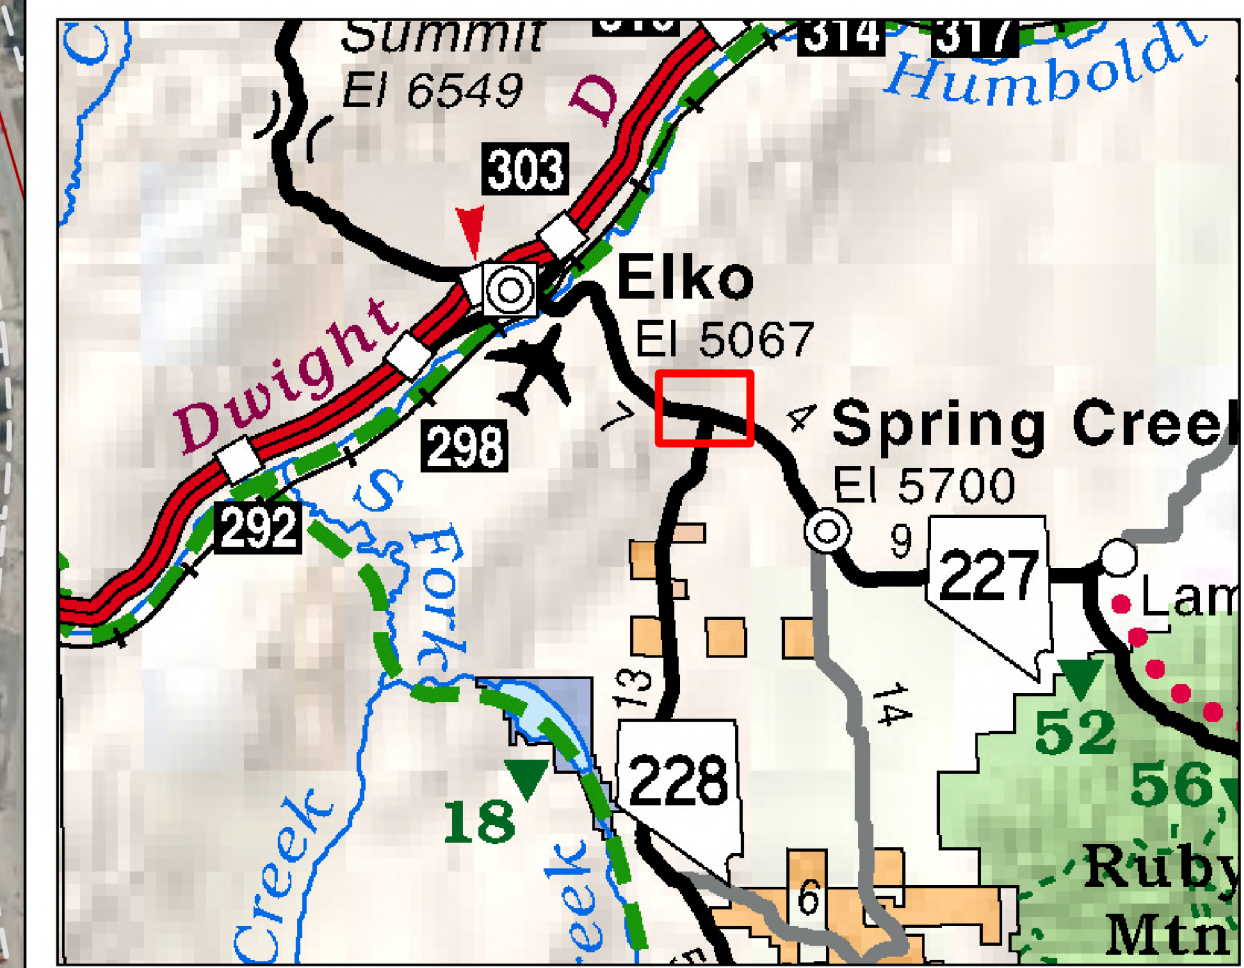 C
Summit
El 6549
314
317
Humboldt
D
303
Elko
El 5067
Dwight
7
4
Spring Creek
El 5700
298
S
292
Fork
9
227
Lam
13
14
52
228
18
56
Creek
eek
6
Ruby
Mtn